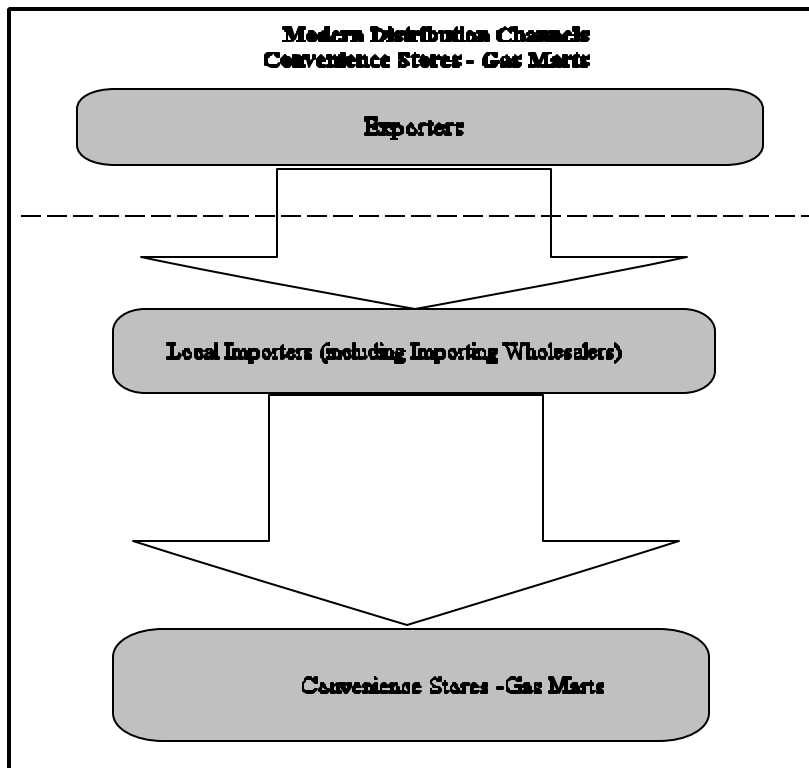 Modern Distribution Channels
Convenience Stores - Gas Marts
Exporters
Local Importers (including Importing Wholesalers)
Convenience Stores -Gas Marts